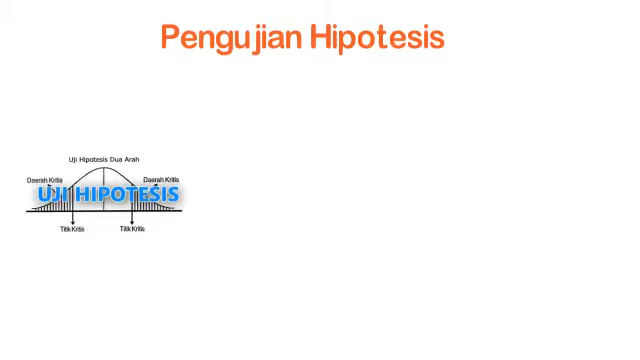 Pengujian Hipotesis
Uji Hipotesis Dua Arah
Daerah Kritis Daerah Kritis
UJI HIPOTESIS
Titik Kritis Titik Kritis